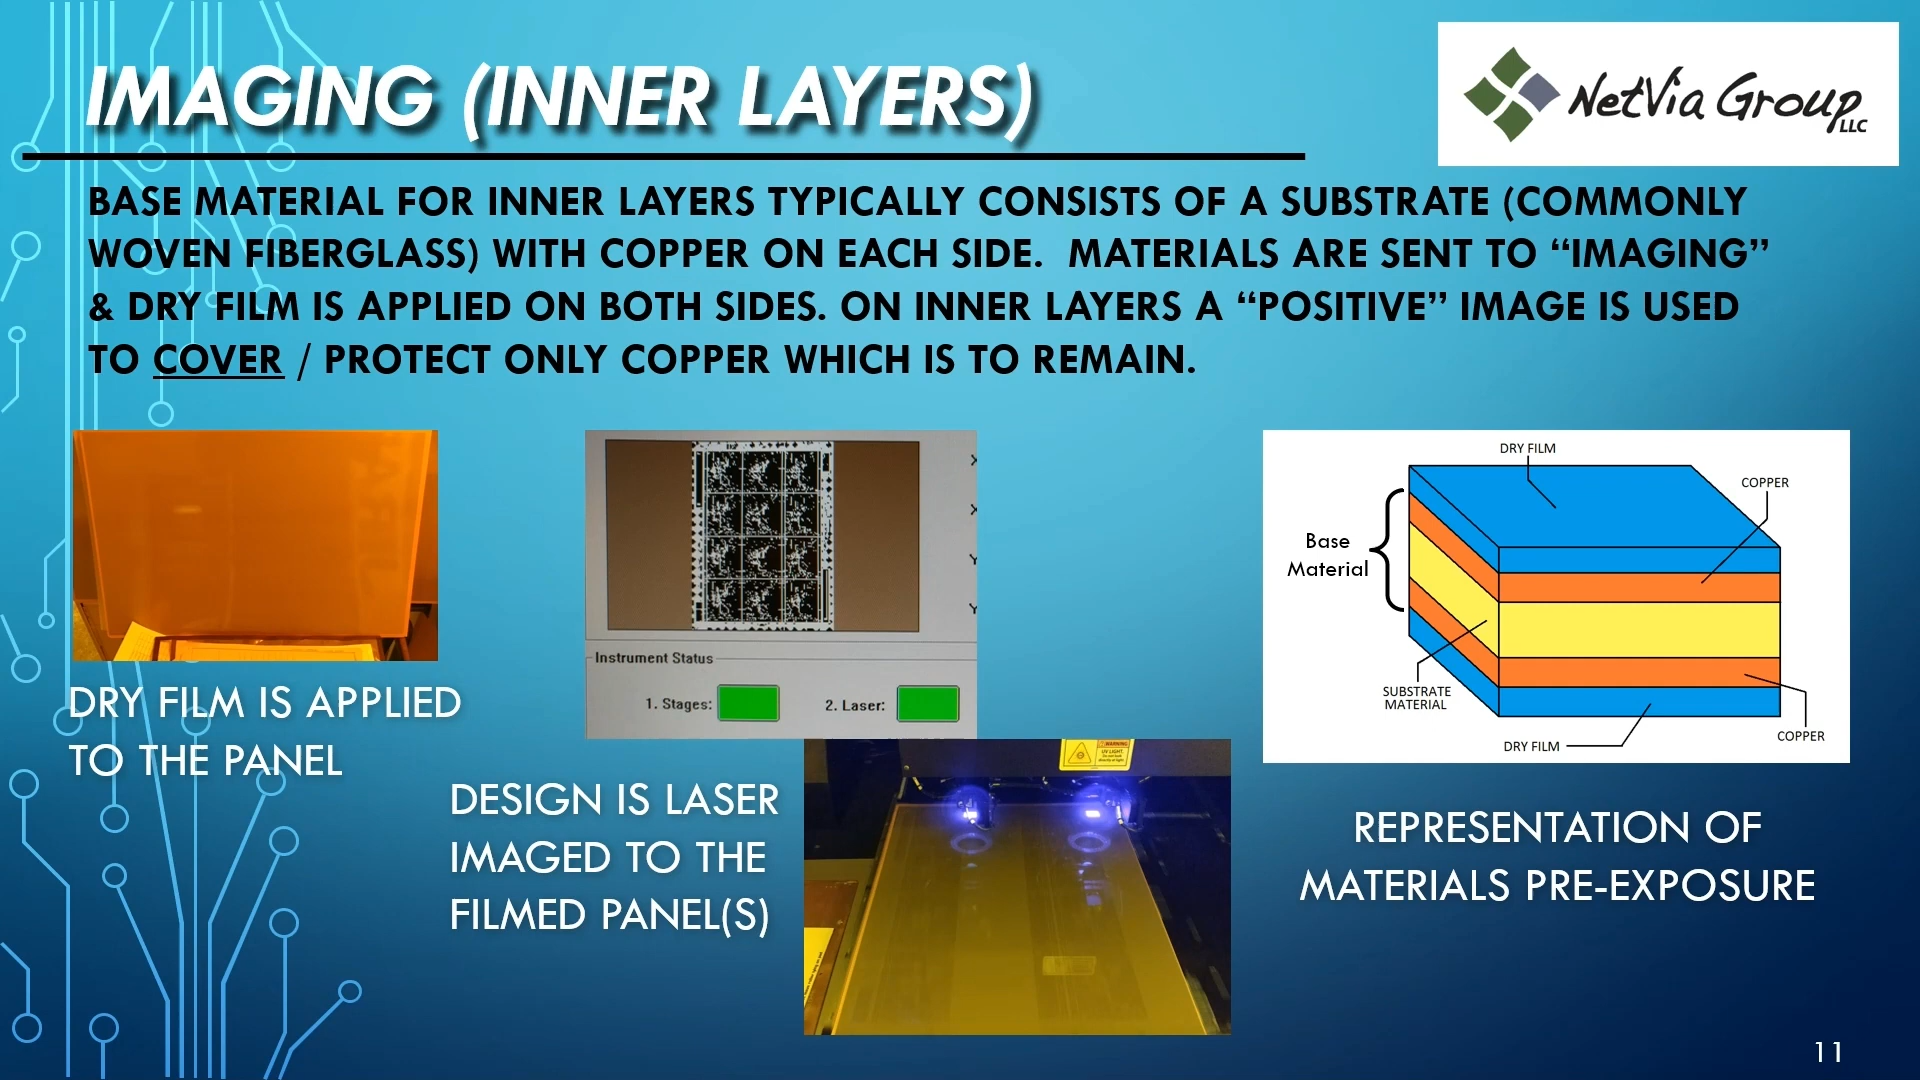 IMAGING (INNER LAYERS)
NetVia Group
LLC
BASE MATERIAL FOR INNER LAYERS TYPICALLY CONSISTS OF A SUBSTRATE (COMMONLY
WOVEN FIBERGLASS) WITH COPPER ON EACH SIDE.  MATERIALS ARE SENT TO “IMAGING”
& DRY FILM IS APPLIED ON BOTH SIDES. ON INNER LAYERS A “POSITIVE” IMAGE IS USED
TO COVER / PROTECT ONLY COPPER WHICH IS TO REMAIN.
DRY FILM IS APPLIED
TO THE PANEL
X
X
Y
Y
Instrument Status
1. Stages:
2. Laser:
WARNING
UV LIGHT.
DESIGN IS LASER
IMAGED TO THE
FILMED PANEL(S)
DRY FILM
COPPER
Base
Material
SUBSTRATE
MATERIAL
DRY FILM
COPPER
REPRESENTATION OF
MATERIALS PRE-EXPOSURE
11